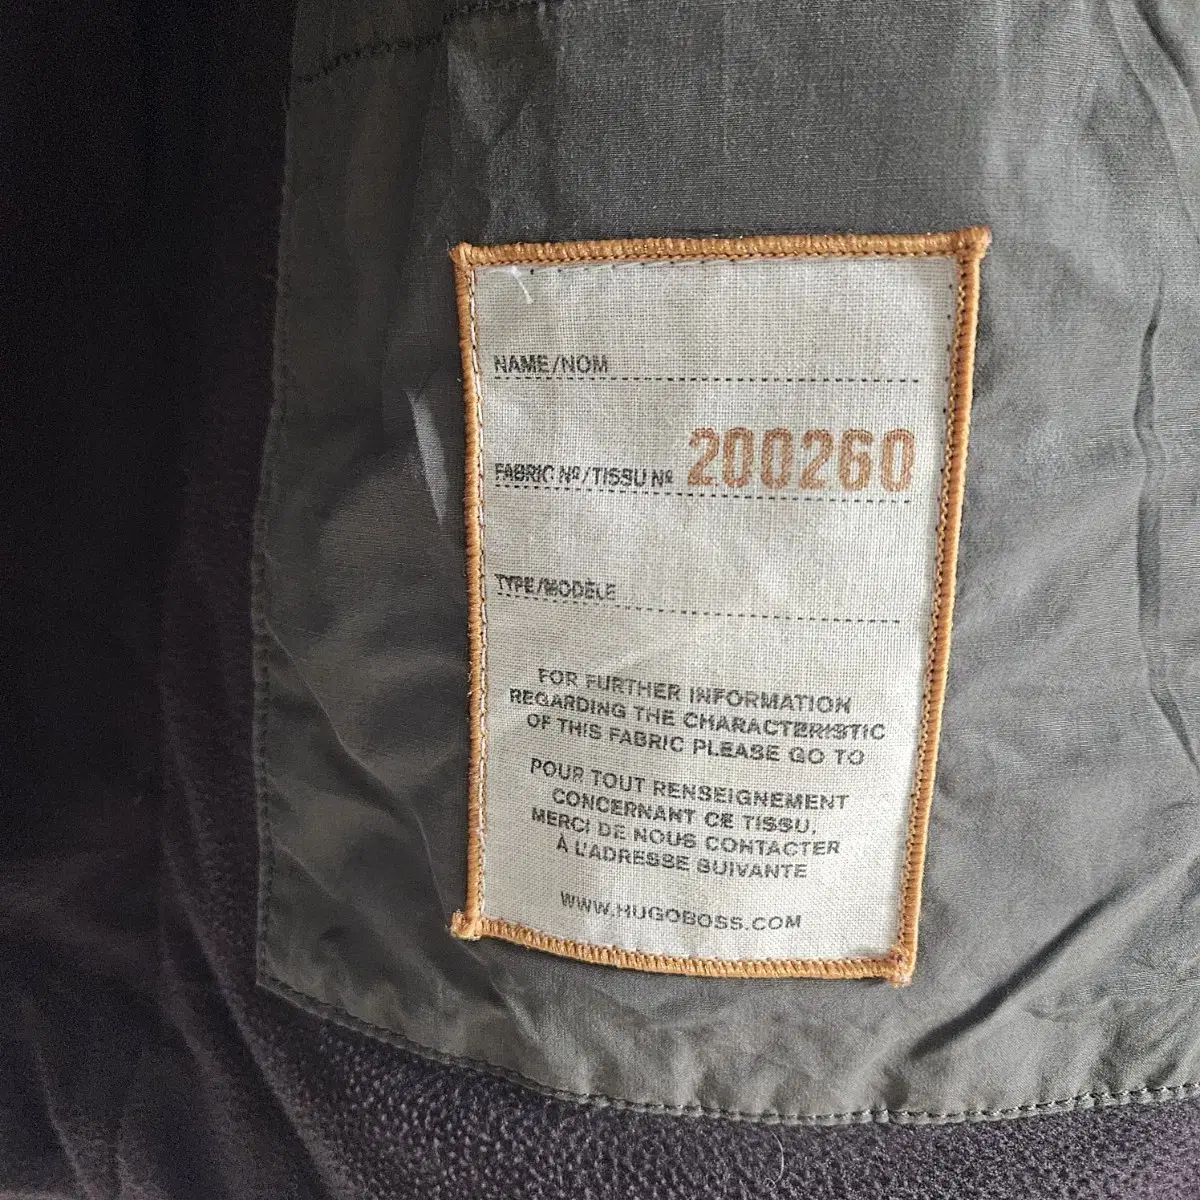 NAME/NOM
FABRIC Nº/TISSU Nº 200260
TYPE/MODÈLE
FOR FURTHER INFORMATION
REGARDING THE CHARACTERISTIC
OF THIS FABRIC PLEASE GO TO
POUR TOUT RENSEIGNEMENT
CONCERNANT CE TISSU,
MERCI DE NOUS CONTACTER
À L'ADRESSE SUIVANTE
WWW.HUGOBOSS.COM